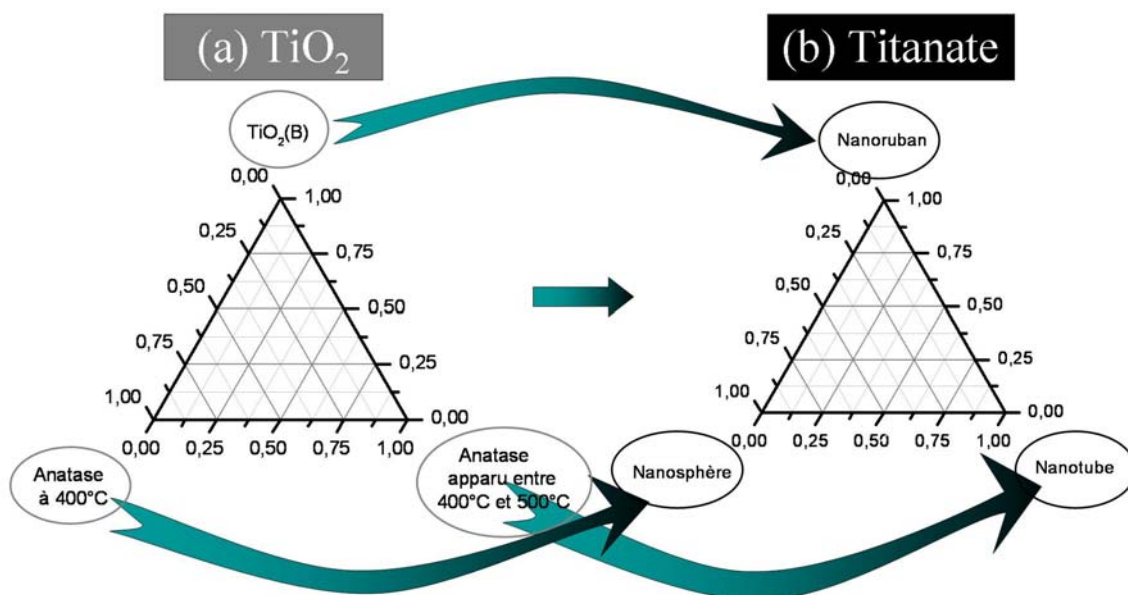 (a) TiO₂
(b) Titanate
TiO₂(B)
Nanoruban
0,00
1,00
0,25
0,75
0,50
0,50
0,75
0,25
1,00
0,00
0,00
0,25
0,50
0,75
1,00
0,00
1,00
0,25
0,75
0,50
0,50
0,75
0,25
1,00
0,00
0,00
0,25
0,50
0,75
1,00
Anatase
à 400°C
Anatase
apparu entre
400°C et 500°C
Nanosphère
Nanotube